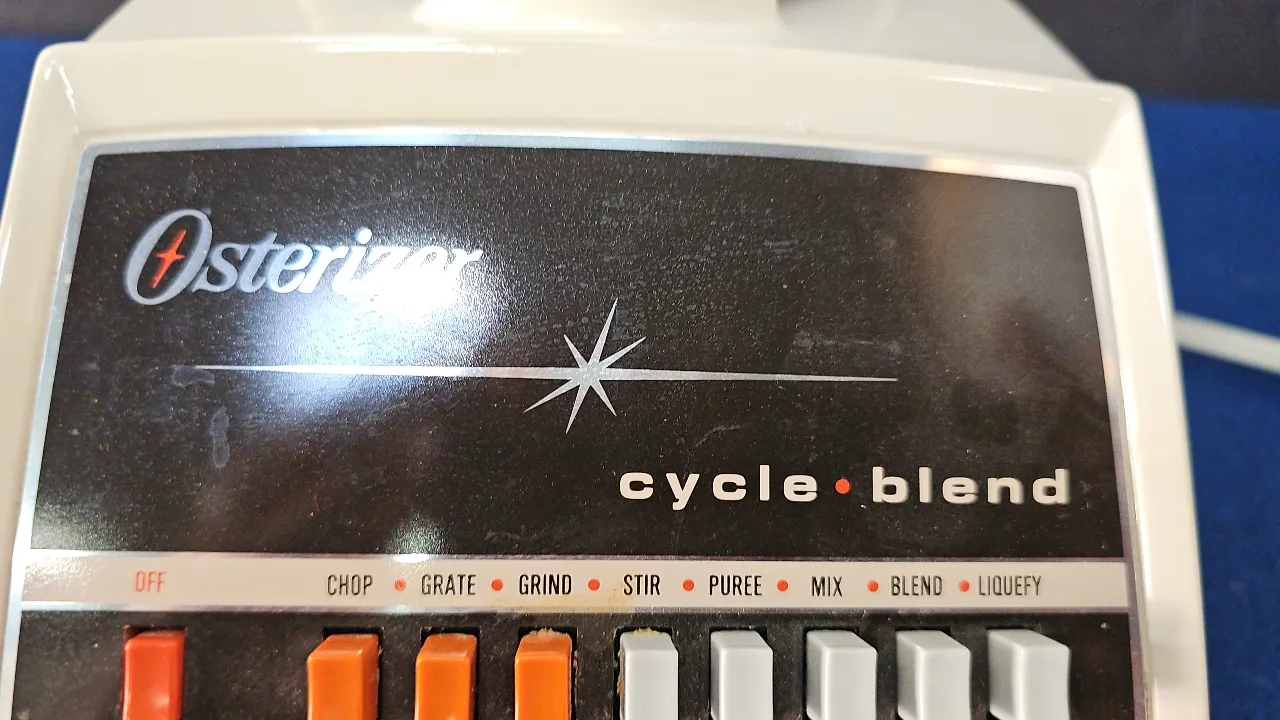 Osterizer
cycle • blend
OFF CHOP • GRATE • GRIND • STIR • PUREE • MIX • BLEND • LIQUEFY